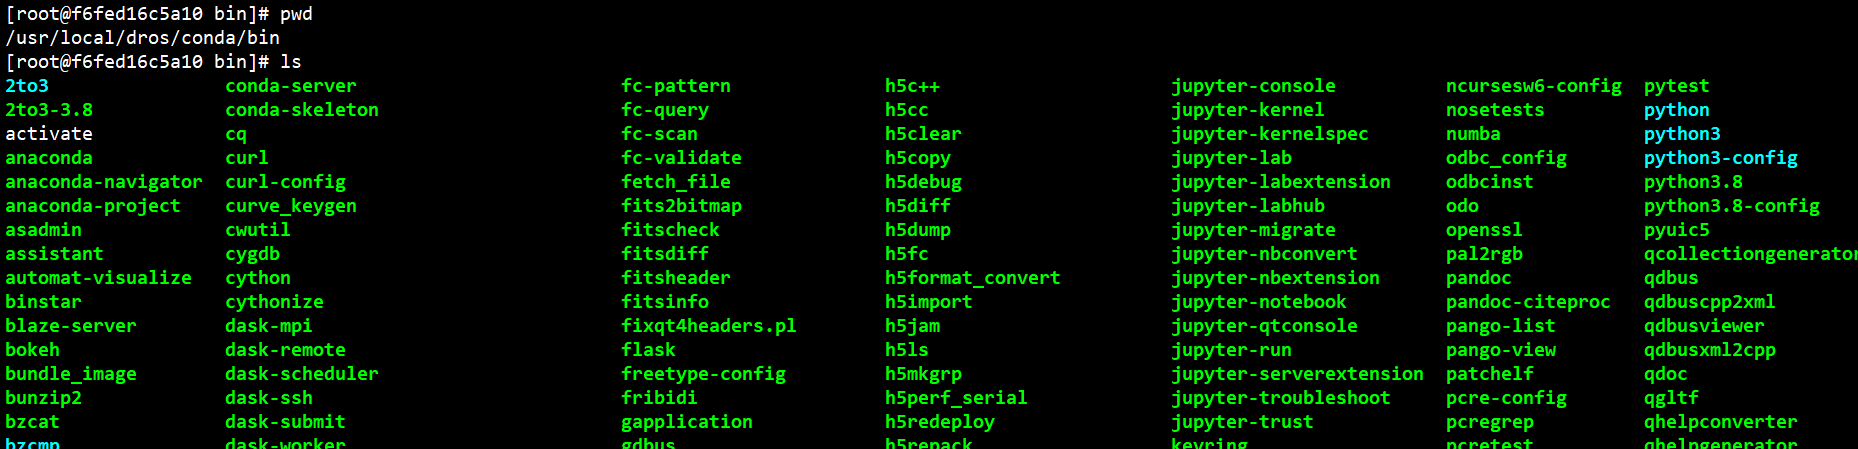 [root@f6fed16c5a10 bin]# pwd
/usr/local/dros/conda/bin
[root@f6fed16c5a10 bin]# ls
2to3 conda-server fc-pattern h5c++ jupyter-console ncursesw6-config pytest
2to3-3.8 conda-skeleton fc-query h5cc jupyter-kernel nosetests python
activate cq fc-scan h5clear jupyter-kernelspec numba python3
anaconda curl fc-validate h5copy jupyter-lab odbc_config python3-config
anaconda-navigator curl-config fetch_file h5debug jupyter-labextension odbcinst python3.8
anaconda-project curve_keygen fits2bitmap h5diff jupyter-labhub odo python3.8-config
asadmin cwutil fitscheck h5dump jupyter-migrate openssl pyuic5
assistant cygdb fitsdiff h5fc jupyter-nbconvert pal2rgb qcollectiongenerator
automat-visualize cython fitsheader h5format_convert jupyter-nbextension pandoc qdbus
binstar cythonize fitsinfo h5import jupyter-notebook pandoc-citeproc qdbuscpp2xml
blaze-server dask-mpi fixqt4headers.pl h5jam jupyter-qtconsole pango-list qdbusviewer
bokeh dask-remote flask h5ls jupyter-run pango-view qdbusxml2cpp
bundle_image dask-scheduler freetype-config h5mkgrp jupyter-serverextension patchelf qdoc
bunzip2 dask-ssh fribidi h5perf_serial jupyter-troubleshoot pcre-config qgltf
bzcat dask-submit gapplication h5redeploy jupyter-trust pcregrep qhelpconverter
bzcmp dask-worker gdbus h5repack keyring pcretest qhelpgenerator